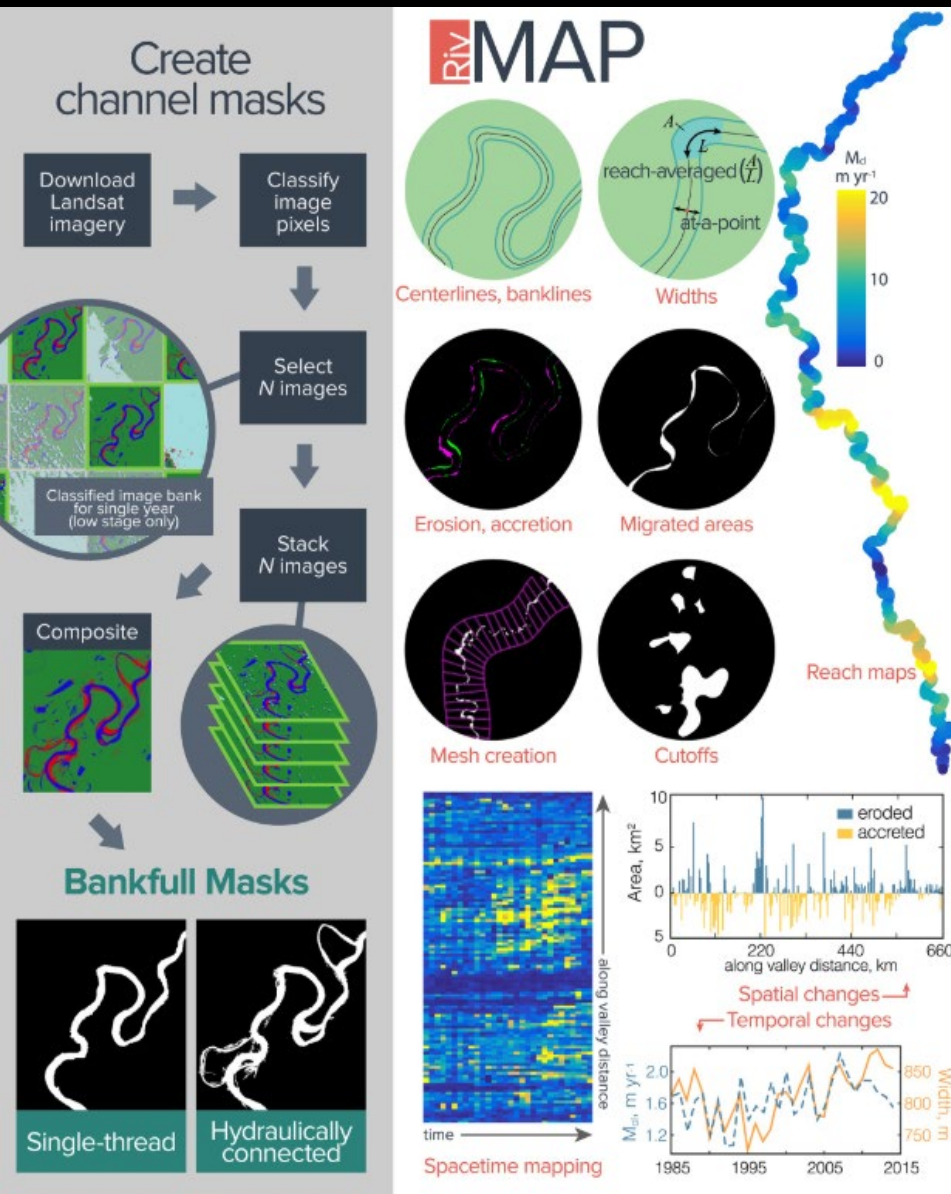 Create
channel masks
Download
Landsat
imagery
Classify
image
pixels
Select
N images
Classified image bank
for single year
(low stage only)
Stack
N images
Composite
Bankfull Masks
Single-thread
Hydraulically
connected
RivMAP
A
L
reach-averaged (A/L)
at-a-point
Centerlines, banklines
Widths
Erosion, accretion
Migrated areas
Mesh creation
Cutoffs
Mcl
m yr-1
20
10
0
Reach maps
along valley distance
time
Spacetime mapping
Area, km²
10
5
0
5
eroded
accreted
0 220 440 660
along valley distance, km
Spatial changes
Temporal changes
Mcl, m yr-1
2.0
1.6
1.2
850
800
750
Width, m
1985 1995 2005 2015